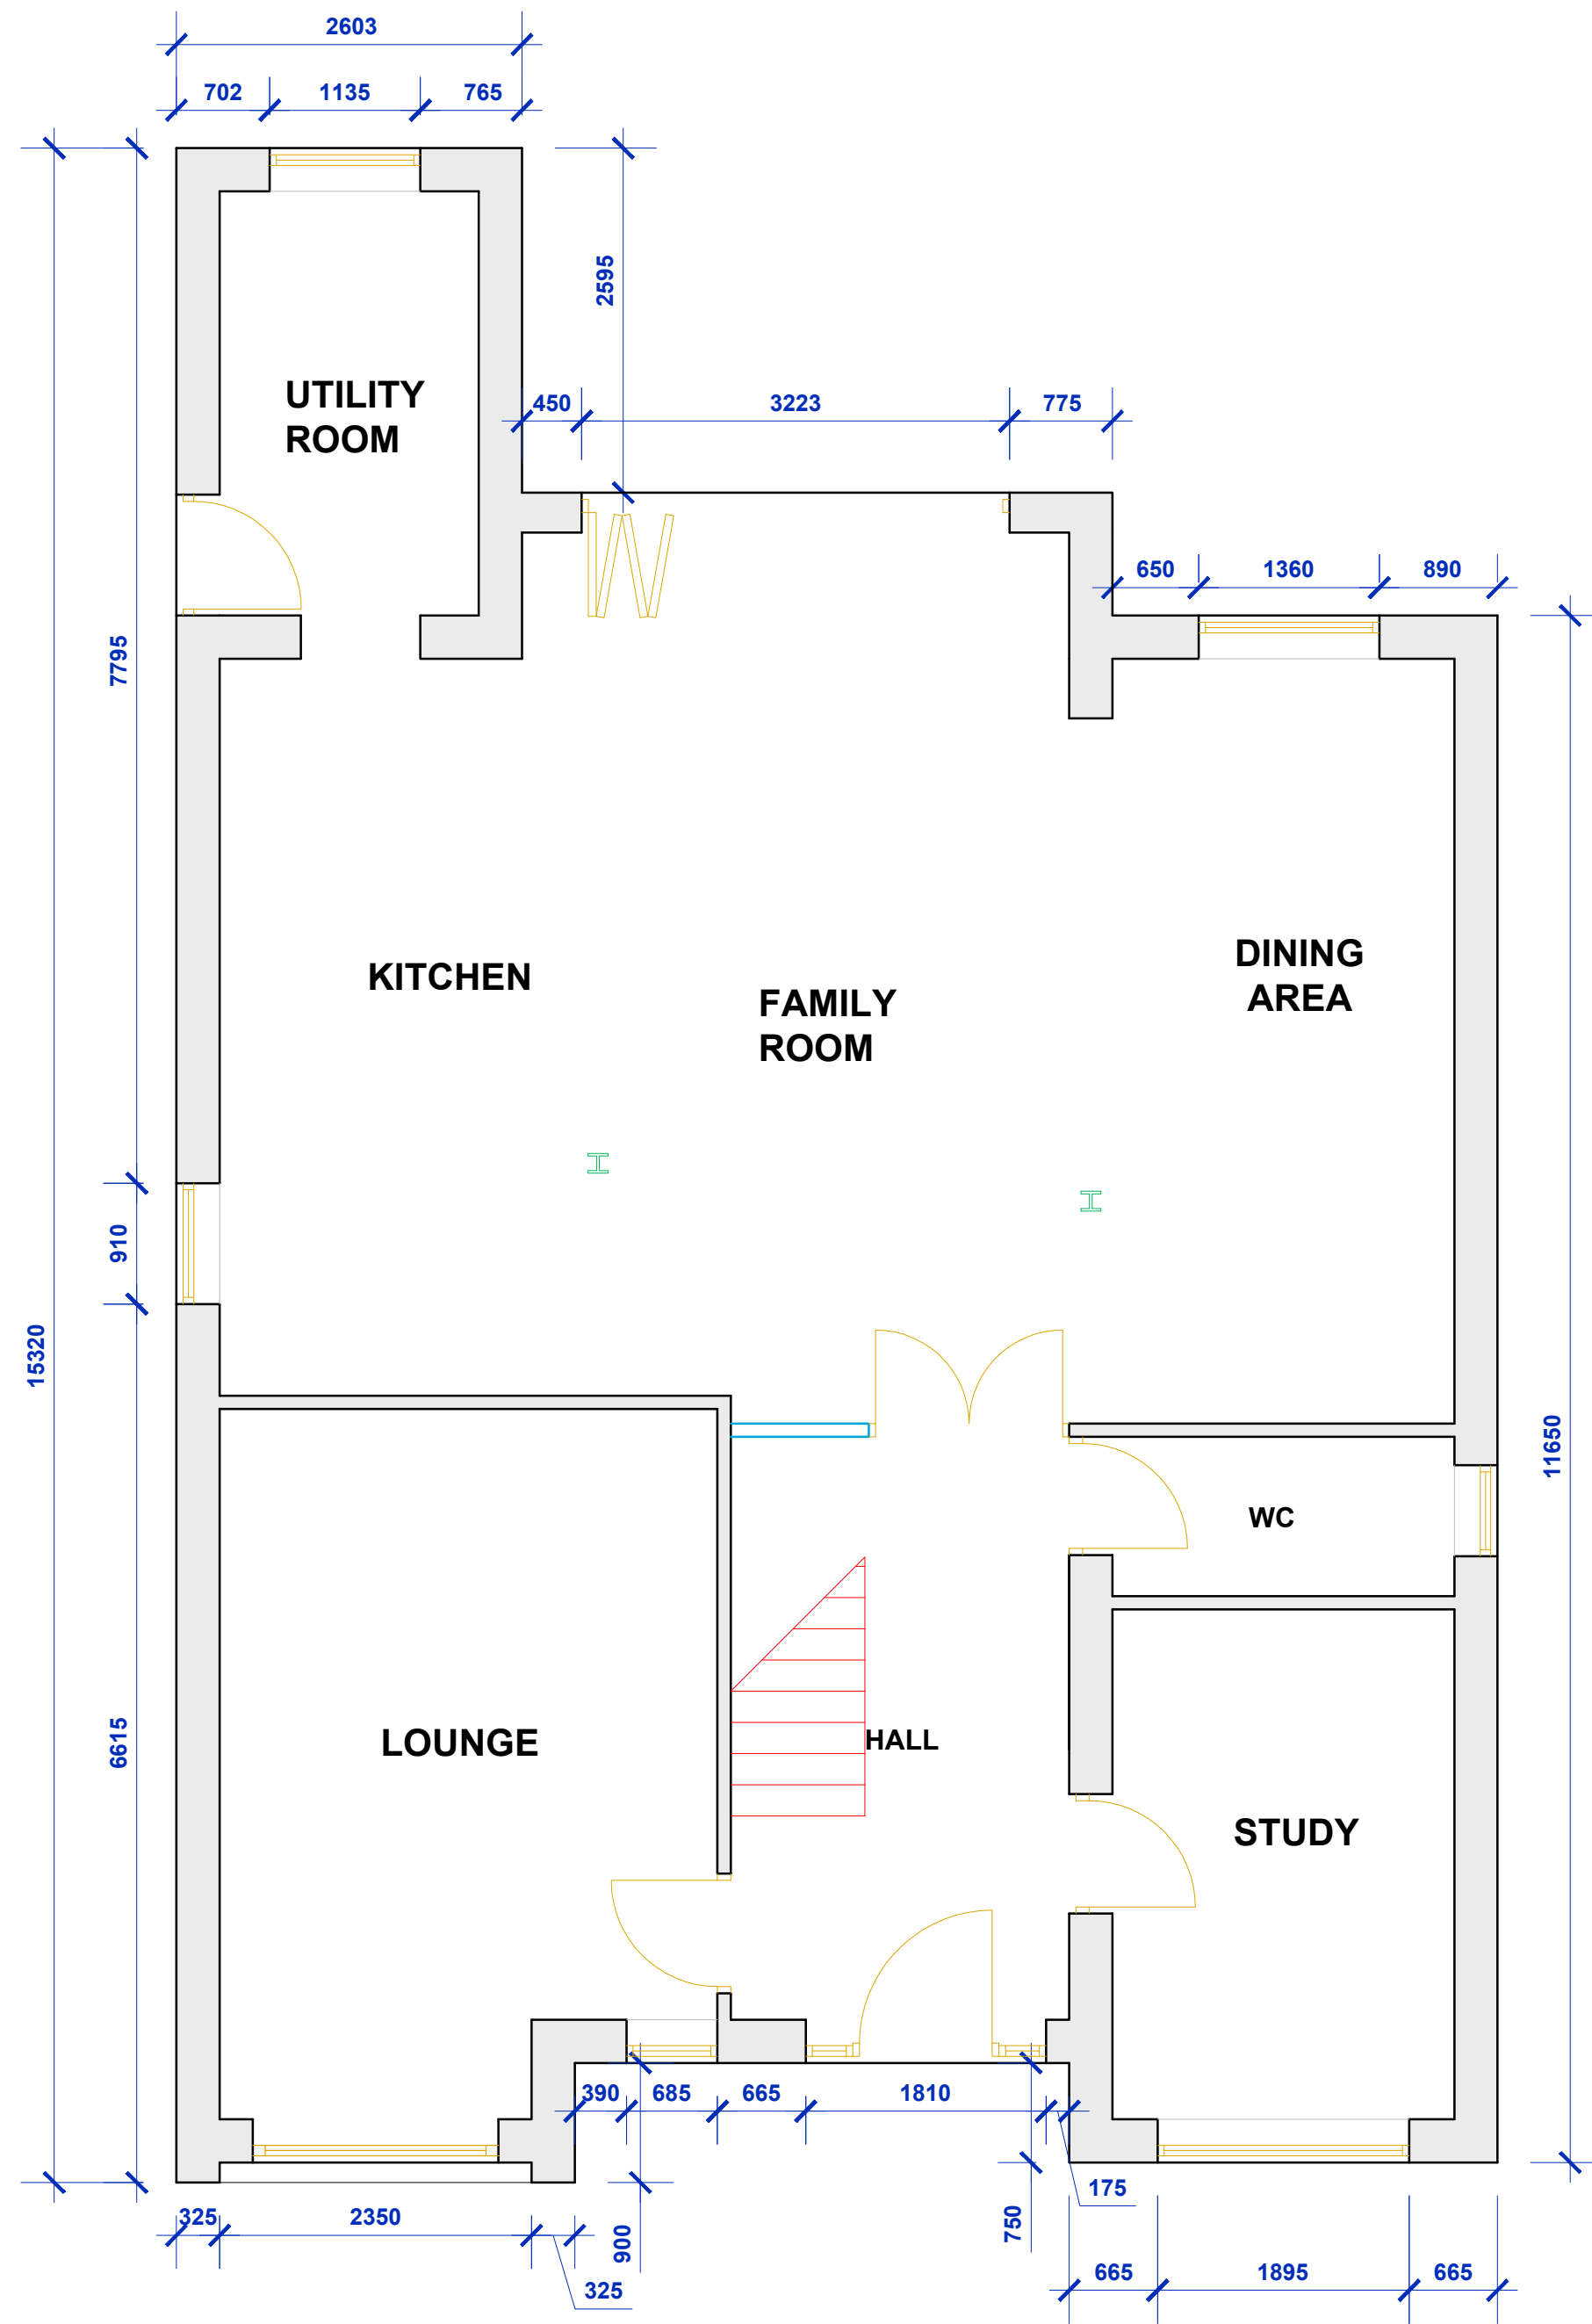 2603
702 1135 765
2595
450 3223 775
650 1360 890
UTILITY
ROOM
7795
KITCHEN
FAMILY
ROOM
DINING
AREA
910
15320
11650
WC
6615
LOUNGE
HALL
STUDY
390 685 665 1810
175
325 2350
900
750
325
665 1895 665